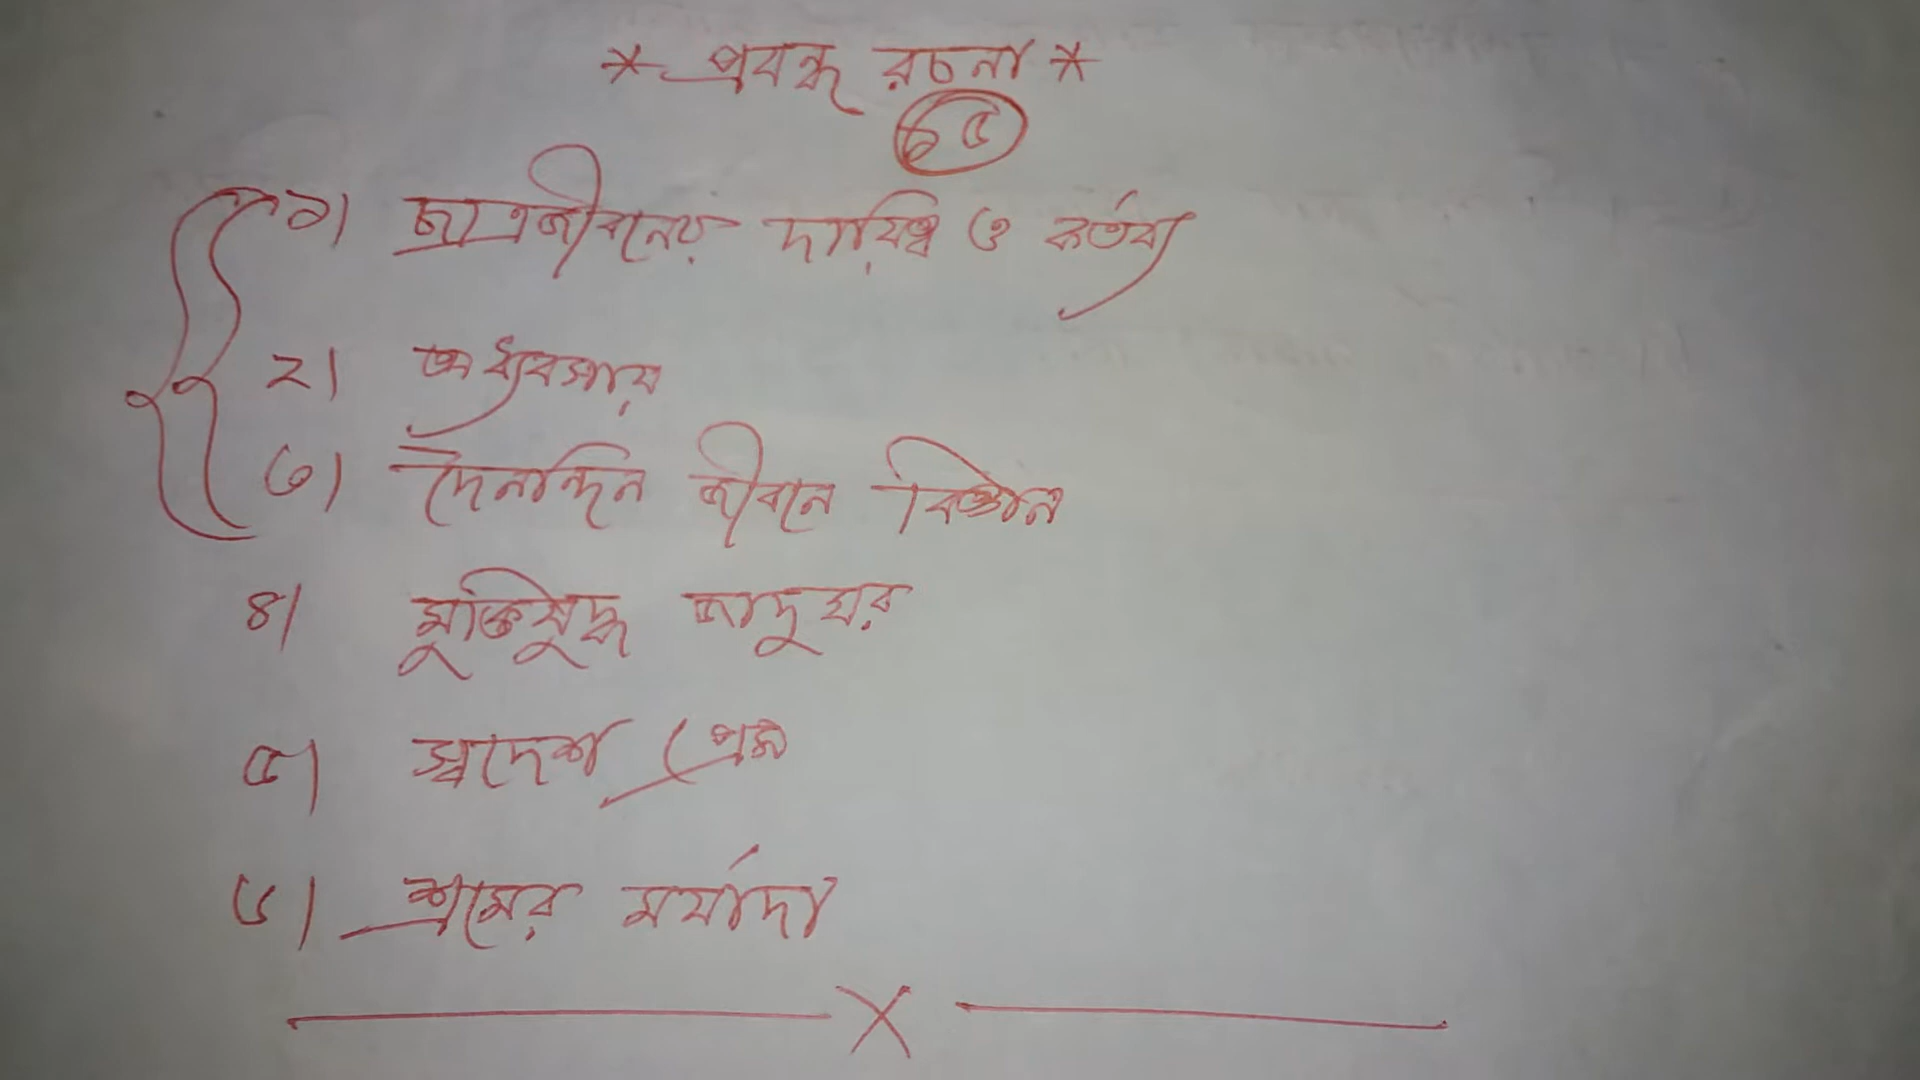 * প্রবন্ধ রচনা *
১। ছাত্রজীবনের দায়িত্ব ও কর্তব্য
২। অধ্যবসায়
৩। দৈনন্দিন জীবনে বিজ্ঞান
৪। মুক্তিযুদ্ধ জাদুঘর
৫। স্বদেশ প্রেম
৬। শ্রমের মর্যাদা
X